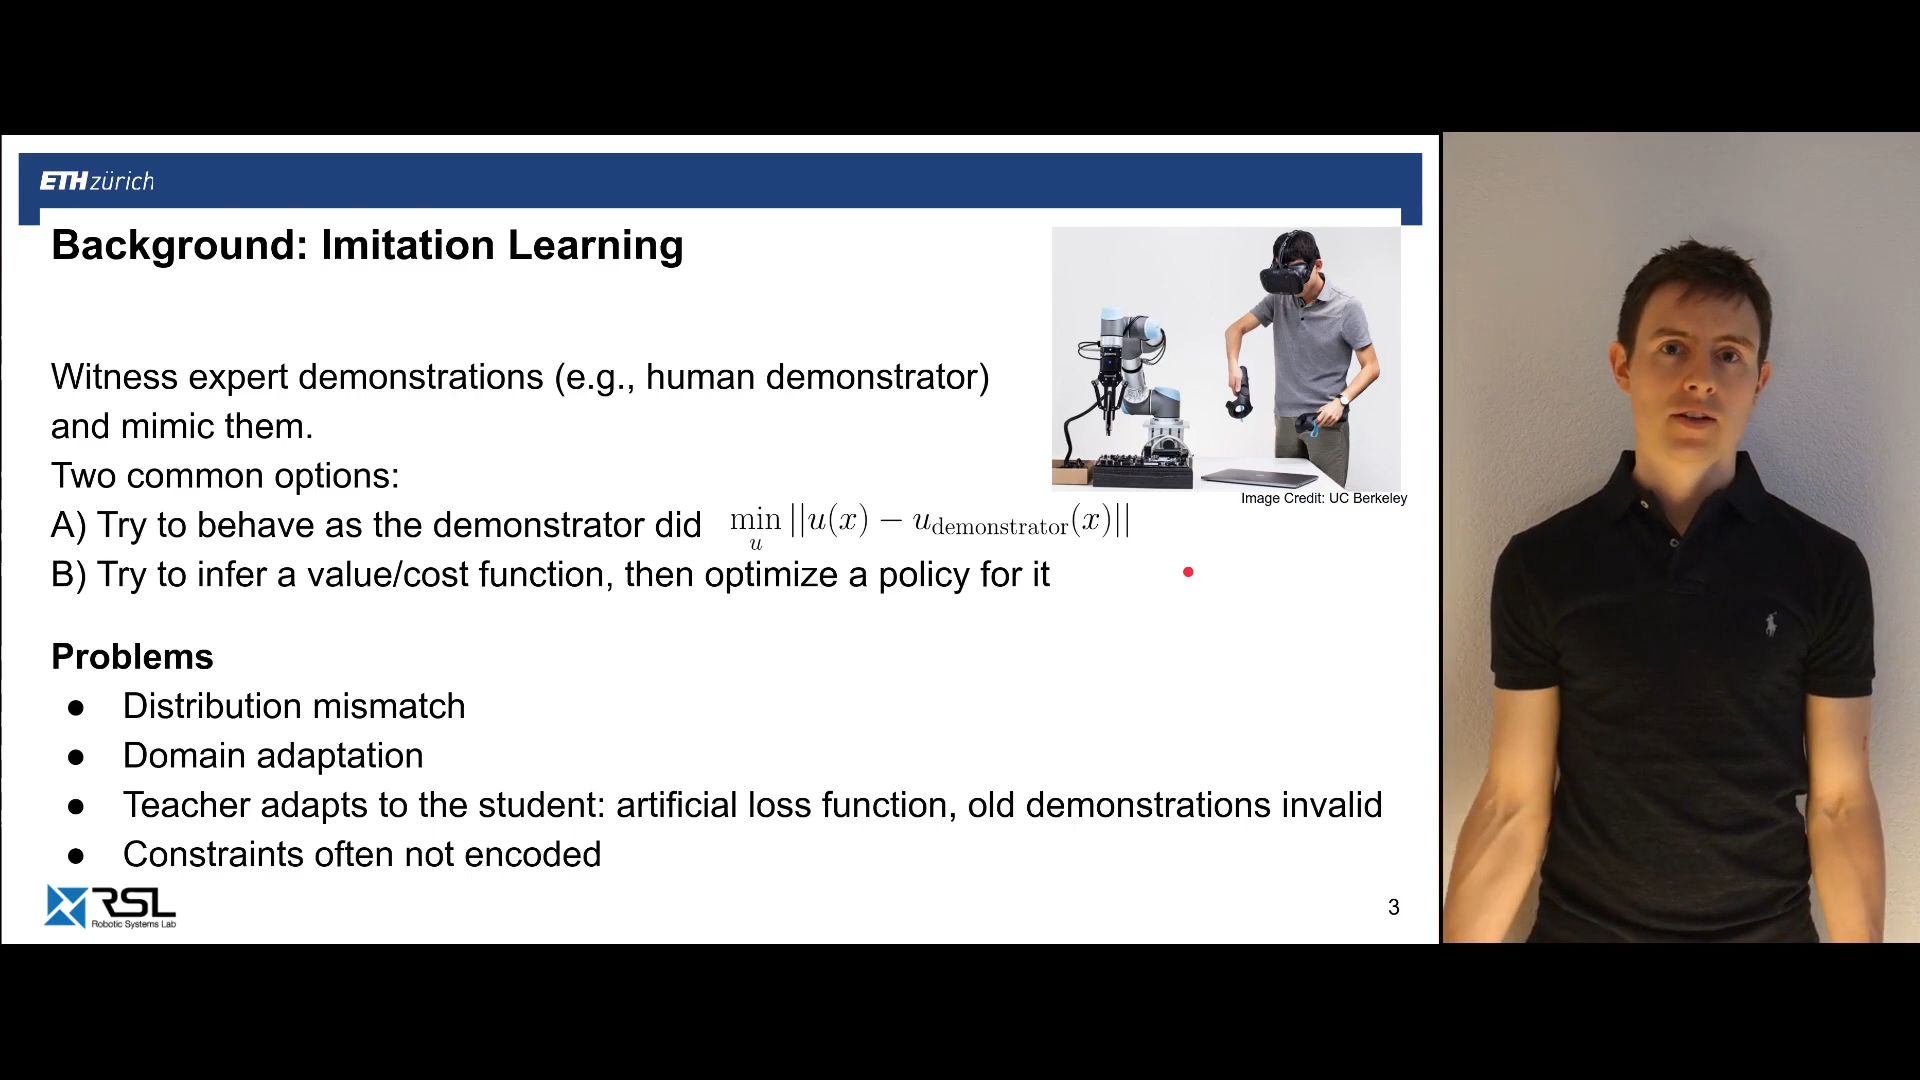 ETH zürich
Background: Imitation Learning
Witness expert demonstrations (e.g., human demonstrator)
and mimic them.
Two common options:
A) Try to behave as the demonstrator did min_u ||u(x) − u_demonstrator(x)||
B) Try to infer a value/cost function, then optimize a policy for it
Image Credit: UC Berkeley
Problems
● Distribution mismatch
● Domain adaptation
● Teacher adapts to the student: artificial loss function, old demonstrations invalid
● Constraints often not encoded
RSL
Robotic Systems Lab
3